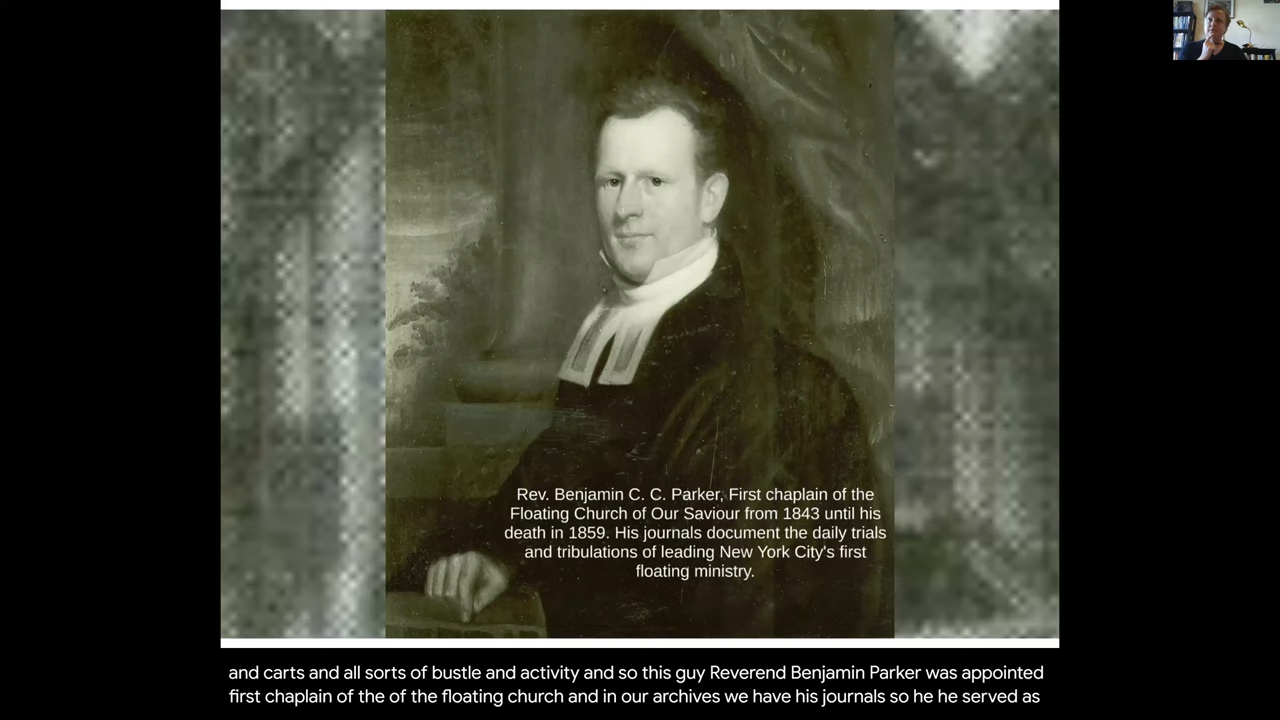 Rev. Benjamin C. C. Parker, First chaplain of the
Floating Church of Our Saviour from 1843 until his
death in 1859. His journals document the daily trials
and tribulations of leading New York City's first
floating ministry.
and carts and all sorts of bustle and activity and so this guy Reverend Benjamin Parker was appointed
first chaplain of the of the floating church and in our archives we have his journals so he he served as